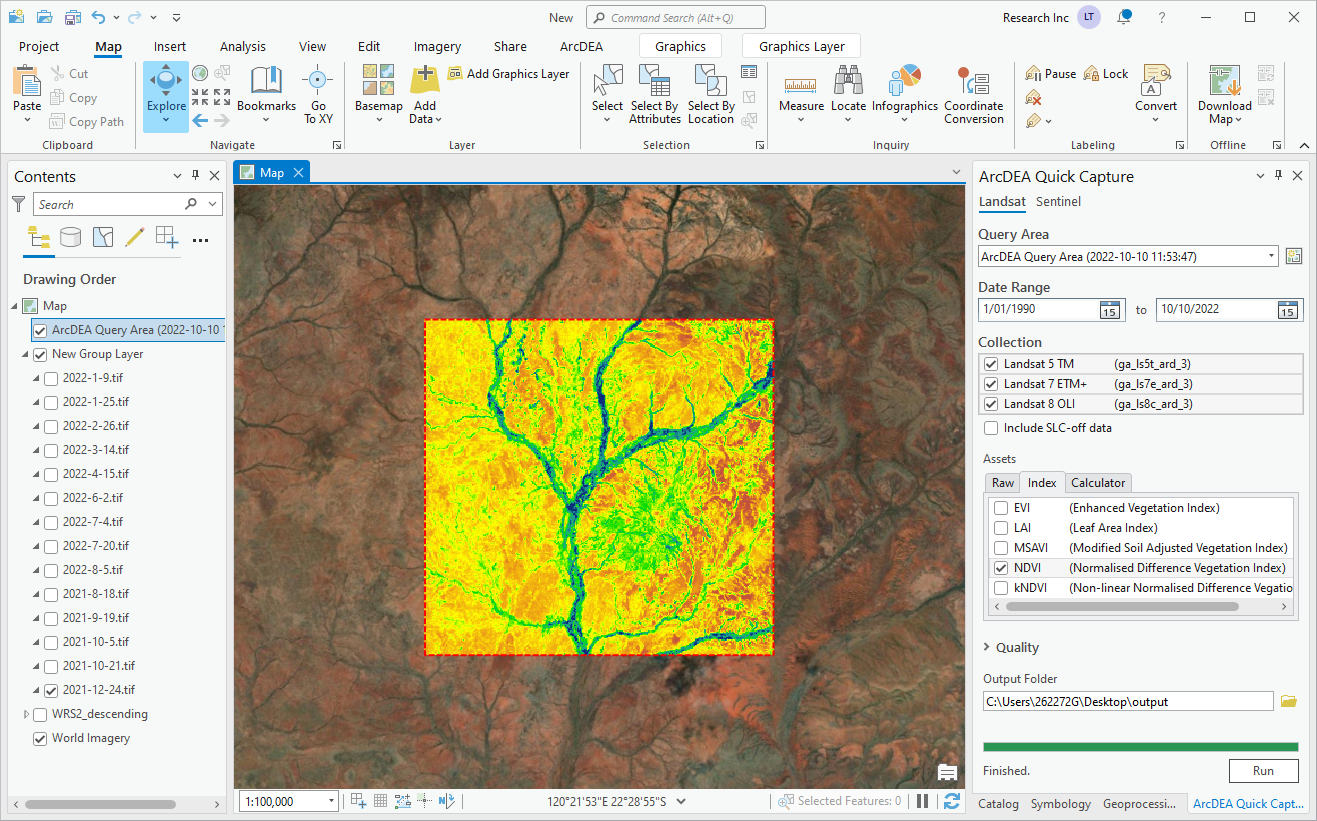 New
Command Search (Alt+Q)
Research Inc
LT
?
Project
Map
Insert
Analysis
View
Edit
Imagery
Share
ArcDEA
Graphics
Graphics Layer
Paste
Cut
Copy
Copy Path
Clipboard
Explore
Bookmarks
Go
To XY
Navigate
Basemap
Add
Data
Add Graphics Layer
Layer
Select
Select By
Attributes
Select By
Location
Selection
Measure
Locate
Infographics
Coordinate
Conversion
Inquiry
Pause
Lock
Convert
Labeling
Download
Map
Offline
Contents
Search
Drawing Order
Map
ArcDEA Query Area (2022-10-10 1
New Group Layer
2022-1-9.tif
2022-1-25.tif
2022-2-26.tif
2022-3-14.tif
2022-4-15.tif
2022-6-2.tif
2022-7-4.tif
2022-7-20.tif
2022-8-5.tif
2021-8-18.tif
2021-9-19.tif
2021-10-5.tif
2021-10-21.tif
2021-12-24.tif
WRS2_descending
World Imagery
Map
1:100,000
120°21'53"E 22°28'55"S
Selected Features: 0
ArcDEA Quick Capture
Landsat
Sentinel
Query Area
ArcDEA Query Area (2022-10-10 11:53:47)
Date Range
1/01/1990
15
to
10/10/2022
15
Collection
Landsat 5 TM (ga_ls5t_ard_3)
Landsat 7 ETM+ (ga_ls7e_ard_3)
Landsat 8 OLI (ga_ls8c_ard_3)
Include SLC-off data
Assets
Raw
Index
Calculator
EVI (Enhanced Vegetation Index)
LAI (Leaf Area Index)
MSAVI (Modified Soil Adjusted Vegetation Index)
NDVI (Normalised Difference Vegetation Index)
kNDVI (Non-linear Normalised Difference Vegatio
Quality
Output Folder
C:\Users\262272G\Desktop\output
Finished.
Run
Catalog
Symbology
Geoprocessi...
ArcDEA Quick Capt...